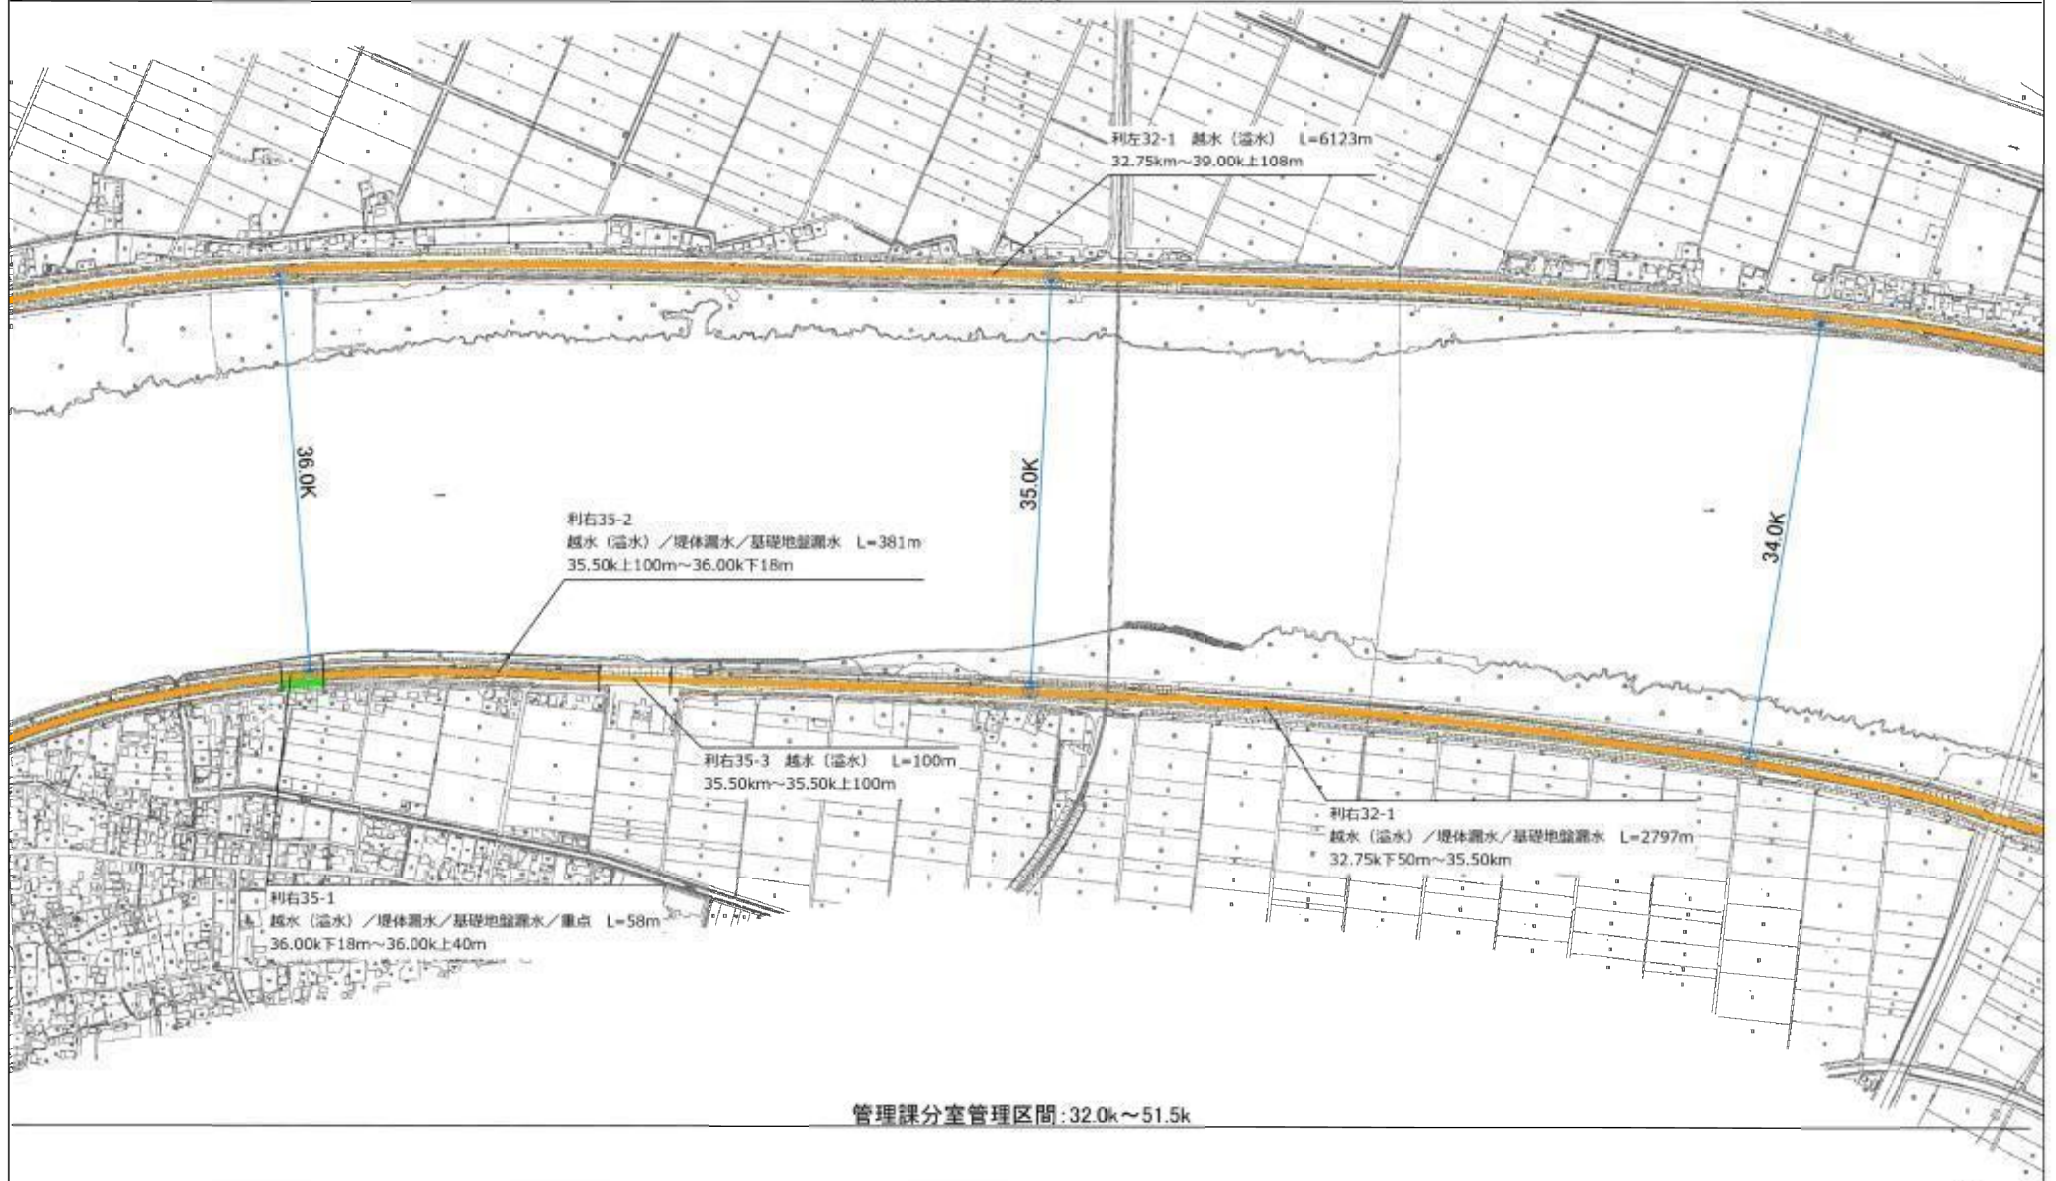 利左32-1 越水（溢水） L=6123m
32.75km～39.00k上108m
36.0K
35.0K
34.0K
利右35-2
越水（溢水）／堤体漏水／基礎地盤漏水 L=381m
35.50k上100m～36.00k下18m
利右35-3 越水（溢水） L=100m
35.50km～35.50k上100m
利右32-1
越水（溢水）／堤体漏水／基礎地盤漏水 L=2797m
32.75k下50m～35.50km
利右35-1
越水（溢水）／堤体漏水／基礎地盤漏水／重点 L=58m
36.00k下18m～36.00k上40m
管理課分室管理区間:32.0k～51.5k